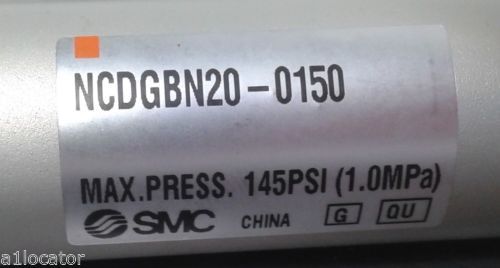 NCDGBN20-0150
MAX.PRESS. 145PSI (1.0MPa)
SMC CHINA G QU
a1locator